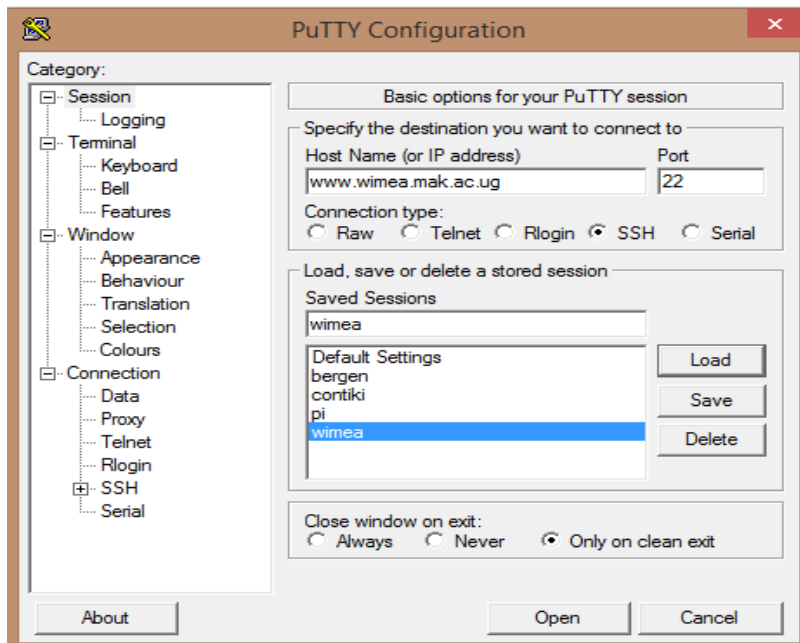 PuTTY Configuration
Category:
Session
Logging
Terminal
Keyboard
Bell
Features
Window
Appearance
Behaviour
Translation
Selection
Colours
Connection
Data
Proxy
Telnet
Rlogin
SSH
Serial
Basic options for your PuTTY session
Specify the destination you want to connect to
Host Name (or IP address) Port
www.wimea.mak.ac.ug 22
Connection type:
Raw Telnet Rlogin SSH Serial
Load, save or delete a stored session
Saved Sessions
wimea
Default Settings
bergen
contiki
pi
wimea
Load
Save
Delete
Close window on exit:
Always Never Only on clean exit
About Open Cancel